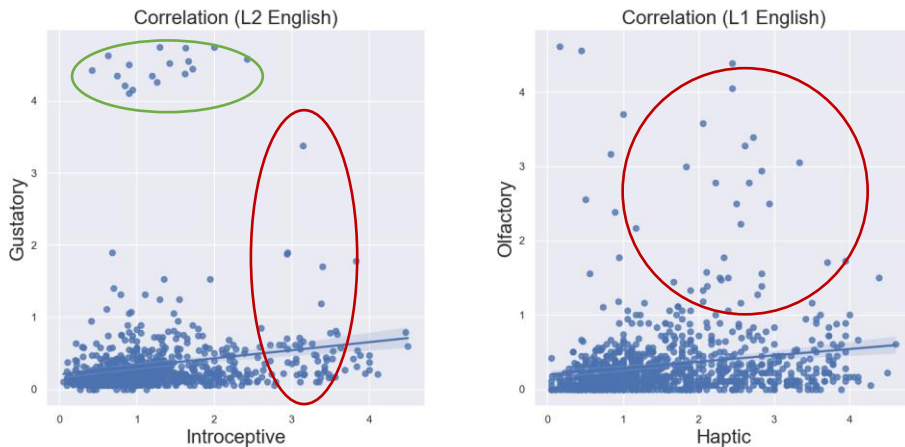 Correlation (L2 English)
Gustatory
4
3
2
1
0
0 1 2 3 4
Introceptive
Correlation (L1 English)
Olfactory
4
3
2
1
0
0 1 2 3 4
Haptic